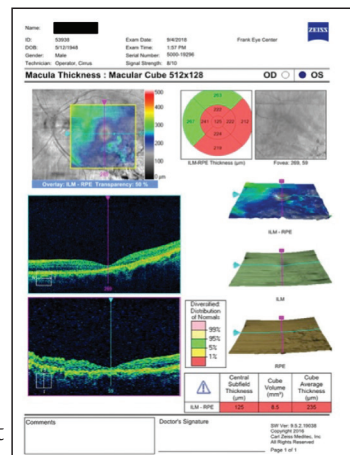 Name:
ZEISS
ID: 53938 Exam Date: 9/4/2018 Frank Eye Center
DOB: 8/12/1948 Exam Time: 1:57 PM
Gender: Male Serial Number: 5000-19296
Technician: Operator, Cirrus Signal Strength: 8/10
Macula Thickness : Macular Cube 512x128 OD OS
500
400
300
200
100
0 µm
Overlay: ILM - RPE Transparency: 50 %
263
ILM-RPE Thickness (µm)
Fovea: 269, 59
ILM - RPE
ILM
RPE
Diversified:
Distribution
of Normals
99%
95%
5%
1%
Central
Subfield
Thickness
(µm)
Cube
Volume
(mm³)
Cube
Average
Thickness
(µm)
ILM - RPE 125 8.5 235
Comments
Doctor's Signature
Copyright 2016
Carl Zeiss Meditec, Inc
All Rights Reserved
Page 1 of 1